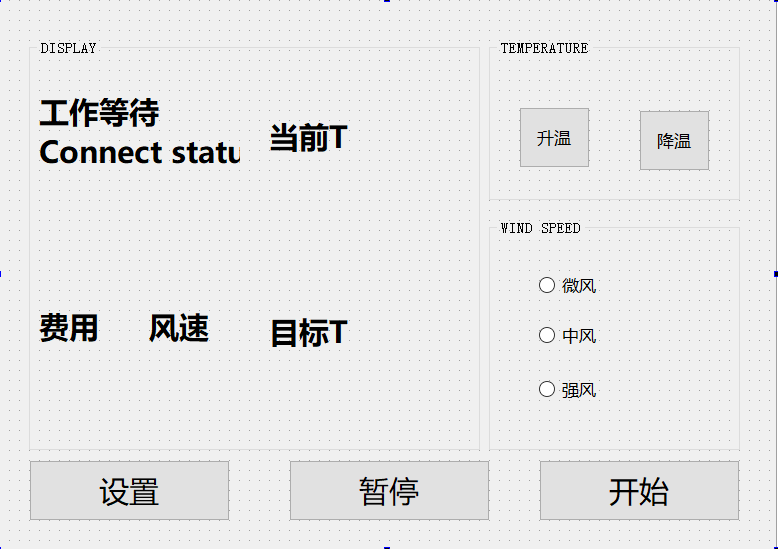 DISPLAY
工作等待
Connect statu
当前T
费用
风速
目标T
TEMPERATURE
升温
降温
WIND SPEED
微风
中风
强风
设置
暂停
开始